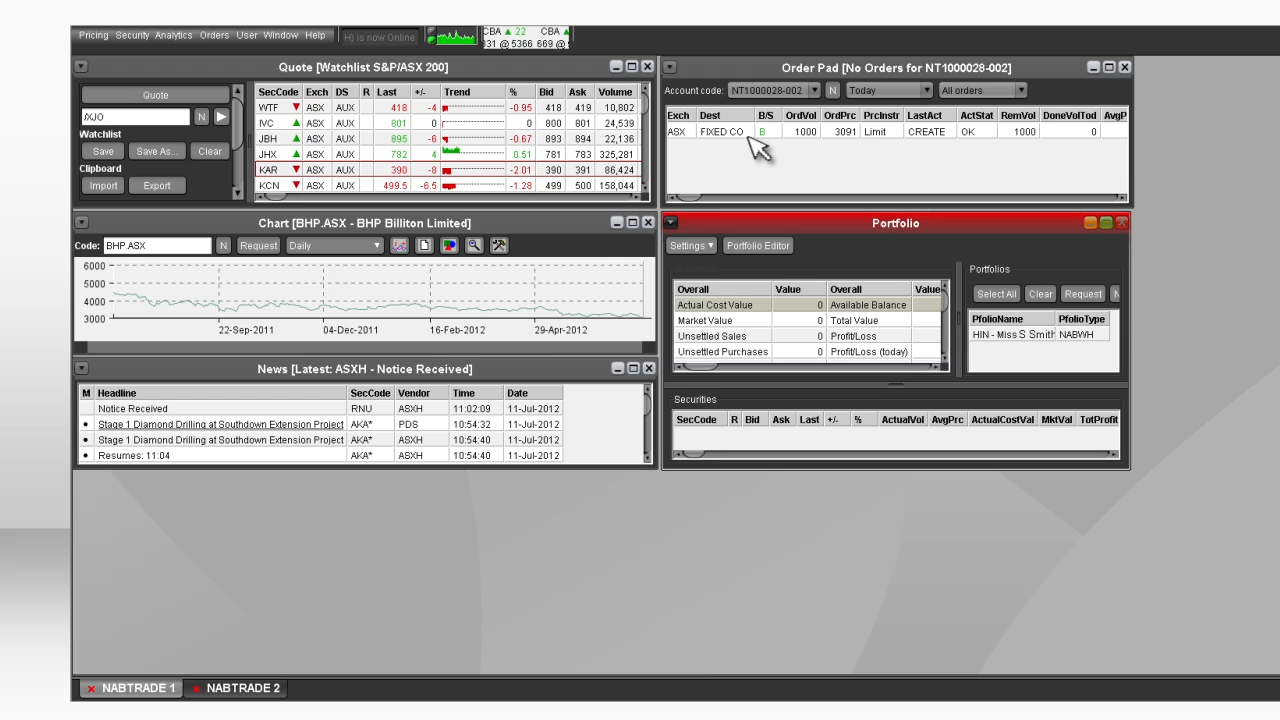 Pricing Security Analytics Orders User Window Help H) is now Online
CBA ▲ 22 CBA ▲
131 @ 5366 669 @
Quote [Watchlist S&P/ASX 200]
Quote
/XJO N
Watchlist
Save Save As... Clear
Clipboard
Import Export
SecCode Exch DS R Last +/- Trend % Bid Ask Volume
WTF ▼ ASX AUX 418 -4 -0.95 418 419 10,802
IVC ▲ ASX AUX 801 0 0 800 801 24,539
JBH ▲ ASX AUX 895 -6 -0.67 893 894 22,136
JHX ▲ ASX AUX 782 4 0.51 781 783 325,281
KAR ▼ ASX AUX 390 -8 -2.01 390 391 86,424
KCN ▼ ASX AUX 499.5 -6.5 -1.28 499 500 158,044
Order Pad [No Orders for NT1000028-002]
Account code: NT1000028-002 N Today All orders
Exch Dest B/S OrdVol OrdPrc PrcInstr LastAct ActStat RemVol DoneVolTod AvgP
ASX FIXED CO B 1000 3091 Limit CREATE OK 1000 0
Chart [BHP.ASX - BHP Billiton Limited]
Code: BHP.ASX N Request Daily
6000
5000
4000
3000
22-Sep-2011 04-Dec-2011 16-Feb-2012 29-Apr-2012
Portfolio
Settings Portfolio Editor
Overall Value Overall Value
Actual Cost Value 0 Available Balance
Market Value 0 Total Value
Unsettled Sales 0 Profit/Loss
Unsettled Purchases 0 Profit/Loss (today)
Portfolios
Select All Clear Request N
PfolioName PfolioType
HIN - Miss S Smith NABWH
Securities
SecCode R Bid Ask Last +/- % ActualVol AvgPrc ActualCostVal MktVal TotProfit
News [Latest: ASXH - Notice Received]
M Headline SecCode Vendor Time Date
Notice Received RNU ASXH 11:02:09 11-Jul-2012
• Stage 1 Diamond Drilling at Southdown Extension Project AKA* PDS 10:54:32 11-Jul-2012
• Stage 1 Diamond Drilling at Southdown Extension Project AKA* ASXH 10:54:40 11-Jul-2012
• Resumes: 11:04 AKA* ASXH 10:54:40 11-Jul-2012
NABTRADE 1 NABTRADE 2